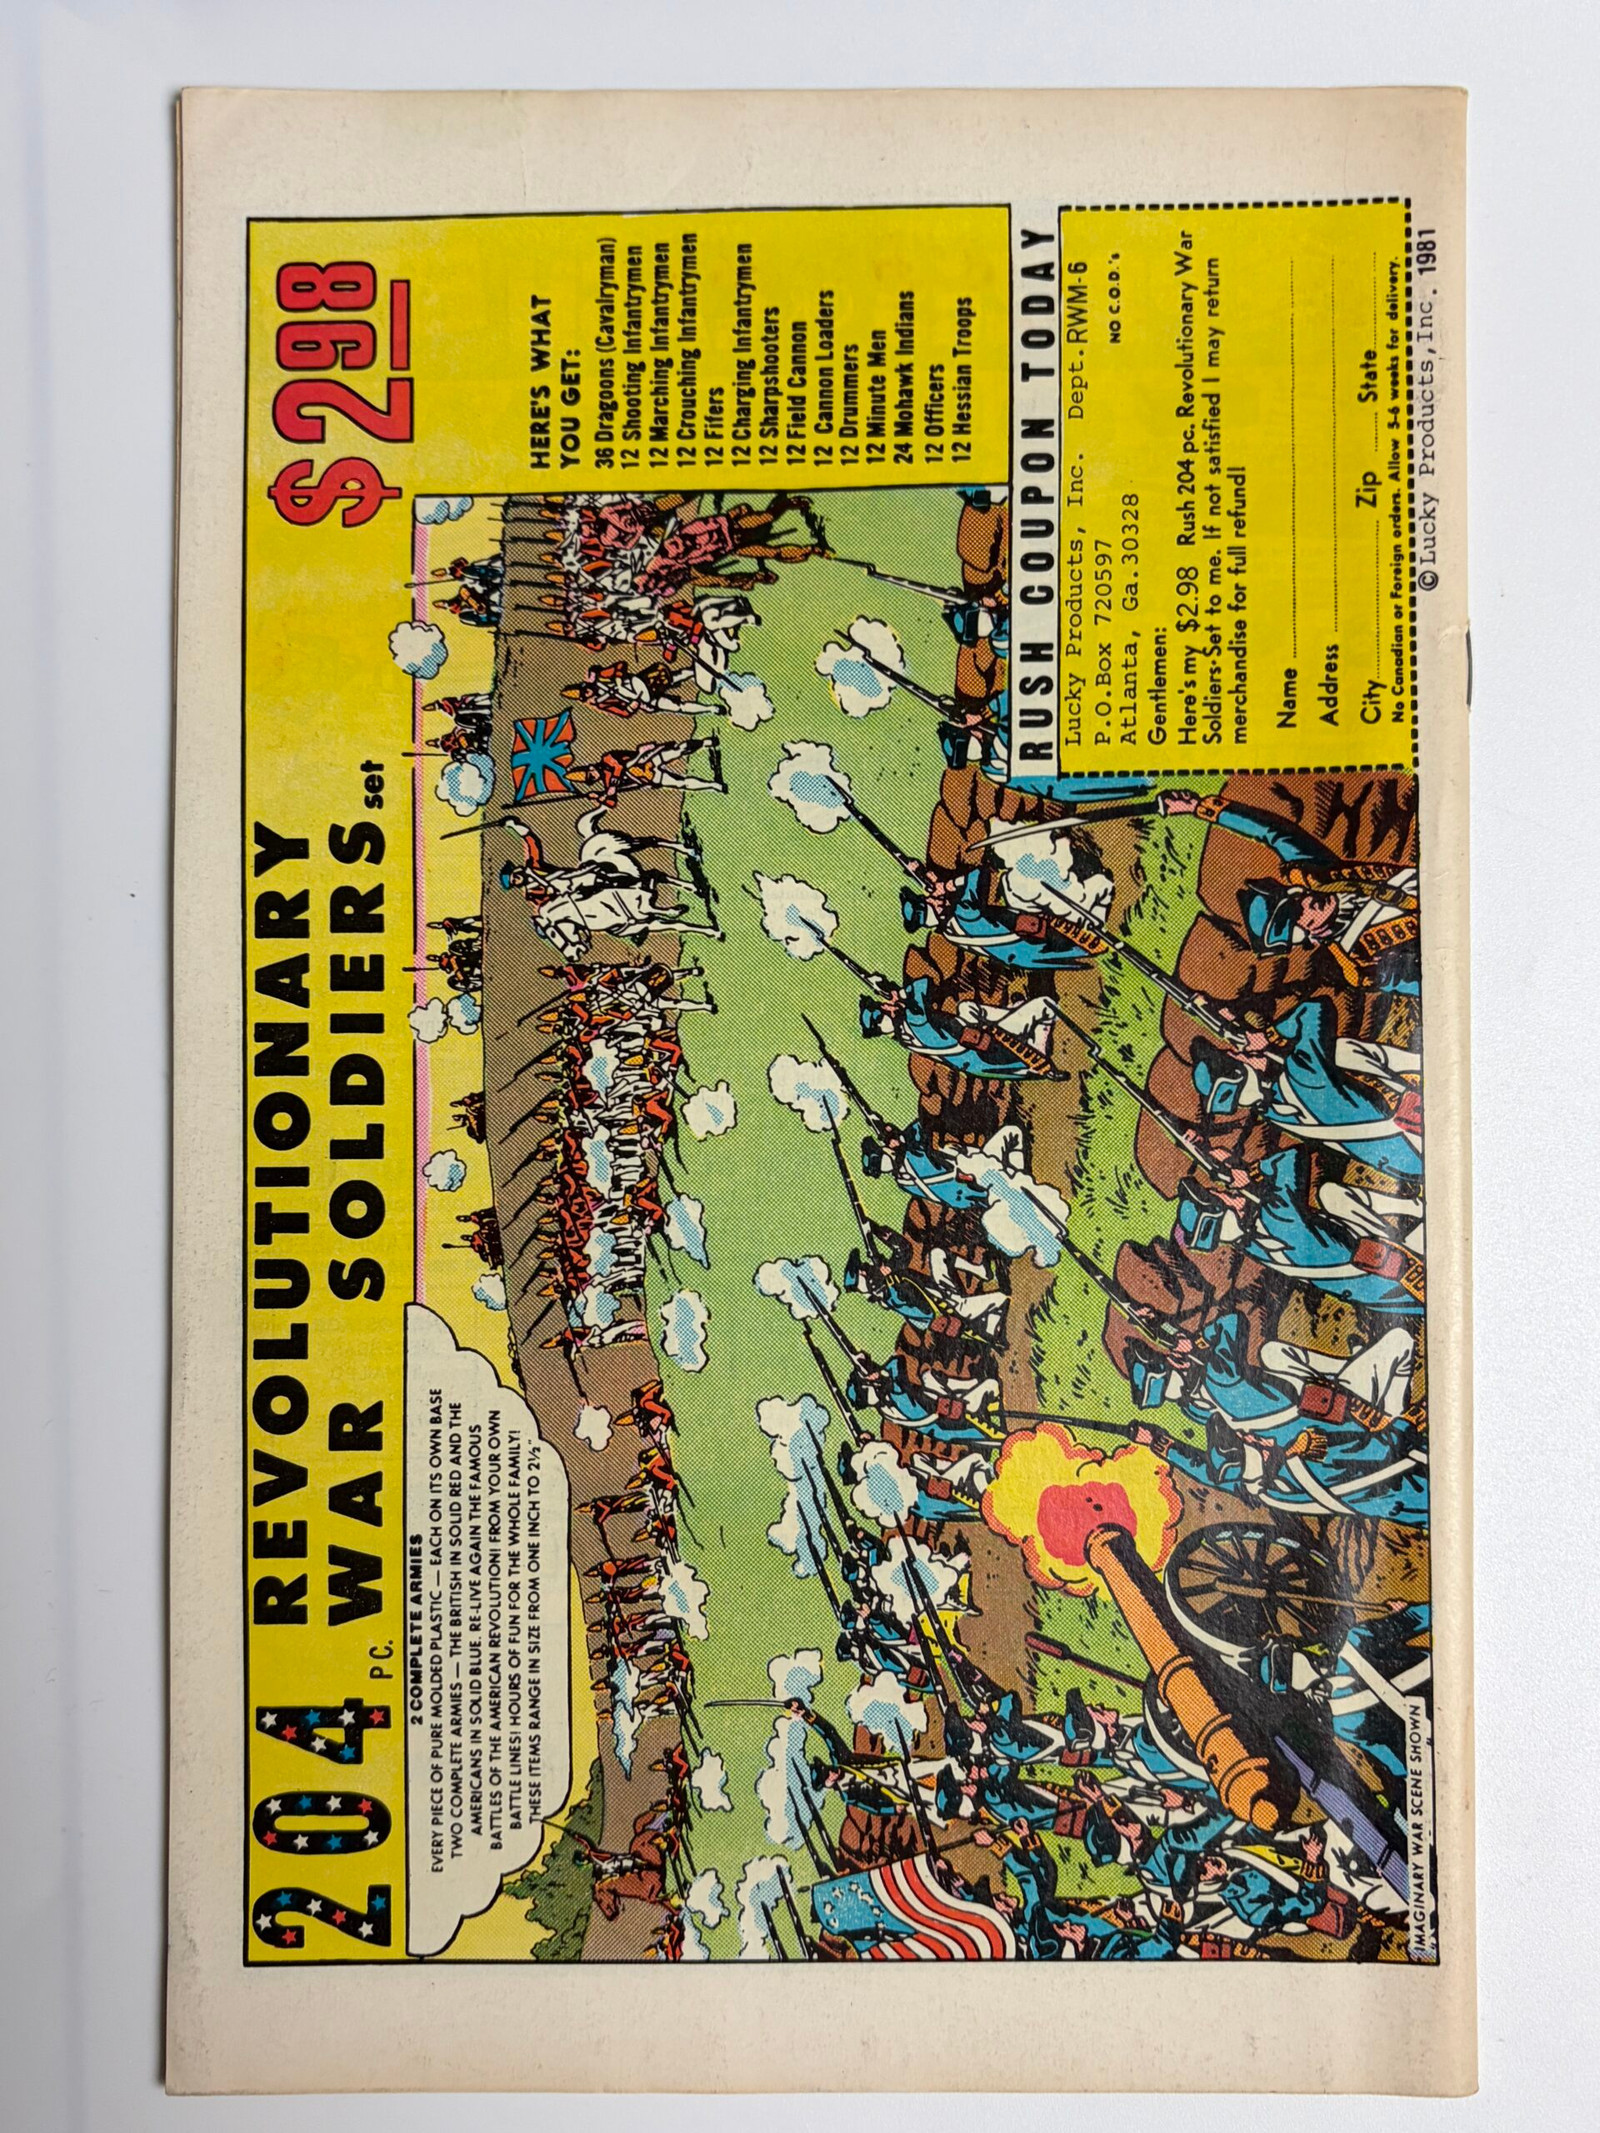 204 PC. REVOLUTIONARY
WAR SOLDIERS set
$298
2 COMPLETE ARMIES
EVERY PIECE OF PURE MOLDED PLASTIC — EACH ON ITS OWN BASE
TWO COMPLETE ARMIES — THE BRITISH IN SOLID RED AND THE
AMERICANS IN SOLID BLUE. RE-LIVE AGAIN THE FAMOUS
BATTLES OF THE AMERICAN REVOLUTION! FROM YOUR OWN
BATTLE LINES! HOURS OF FUN FOR THE WHOLE FAMILY!
THESE ITEMS RANGE IN SIZE FROM ONE INCH TO 2½"
HERE'S WHAT
YOU GET:
36 Dragoons (Cavalryman)
12 Shooting Infantrymen
12 Marching Infantrymen
12 Crouching Infantrymen
12 Fifers
12 Charging Infantrymen
12 Sharpshooters
12 Field Cannon
12 Cannon Loaders
12 Drummers
12 Minute Men
24 Mohawk Indians
12 Officers
12 Hessian Troops
RUSH COUPON TODAY
Lucky Products, Inc. Dept.RWM-6
P.O.Box 720597
NO C.O.D.'s
Atlanta, Ga.30328
Gentlemen:
Here's my $2.98 Rush 204 pc. Revolutionary War
Soldiers·Set to me. If not satisfied I may return
merchandise for full refund!
Name
Address
City Zip State
No Canadian or Foreign orders. Allow 5-6 weeks for delivery.
IMAGINARY WAR SCENE SHOWN
© Lucky Products, Inc. 1981